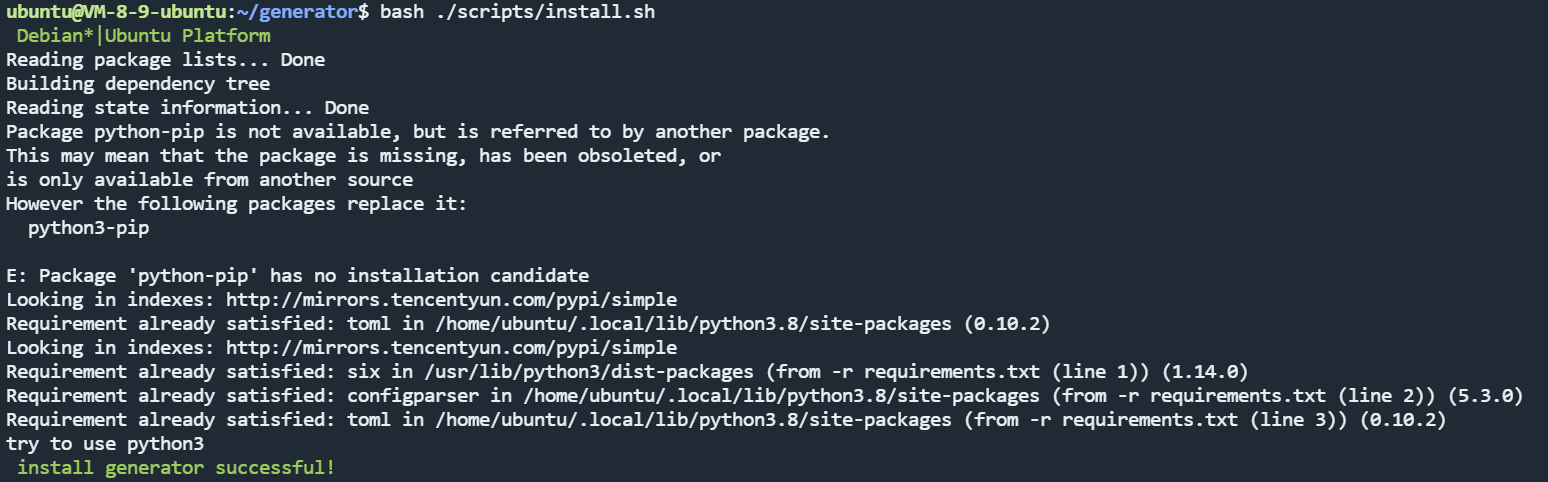 ubuntu@VM-8-9-ubuntu:~/generator$ bash ./scripts/install.sh
Debian*|Ubuntu Platform
Reading package lists... Done
Building dependency tree
Reading state information... Done
Package python-pip is not available, but is referred to by another package.
This may mean that the package is missing, has been obsoleted, or
is only available from another source
However the following packages replace it:
python3-pip
E: Package 'python-pip' has no installation candidate
Looking in indexes: http://mirrors.tencentyun.com/pypi/simple
Requirement already satisfied: toml in /home/ubuntu/.local/lib/python3.8/site-packages (0.10.2)
Looking in indexes: http://mirrors.tencentyun.com/pypi/simple
Requirement already satisfied: six in /usr/lib/python3/dist-packages (from -r requirements.txt (line 1)) (1.14.0)
Requirement already satisfied: configparser in /home/ubuntu/.local/lib/python3.8/site-packages (from -r requirements.txt (line 2)) (5.3.0)
Requirement already satisfied: toml in /home/ubuntu/.local/lib/python3.8/site-packages (from -r requirements.txt (line 3)) (0.10.2)
try to use python3
install generator successful!